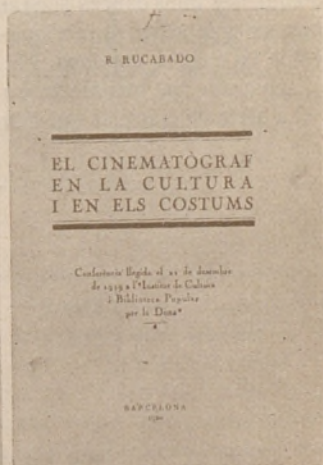 R. RUCABADO
EL CINEMATÒGRAF
EN LA CULTURA
I EN ELS COSTUMS
Conferència llegida el 21 de desembre
de 1919 a l'"Institut de Cultura
i Biblioteca Popular
per la Dona"
BARCELONA
1920